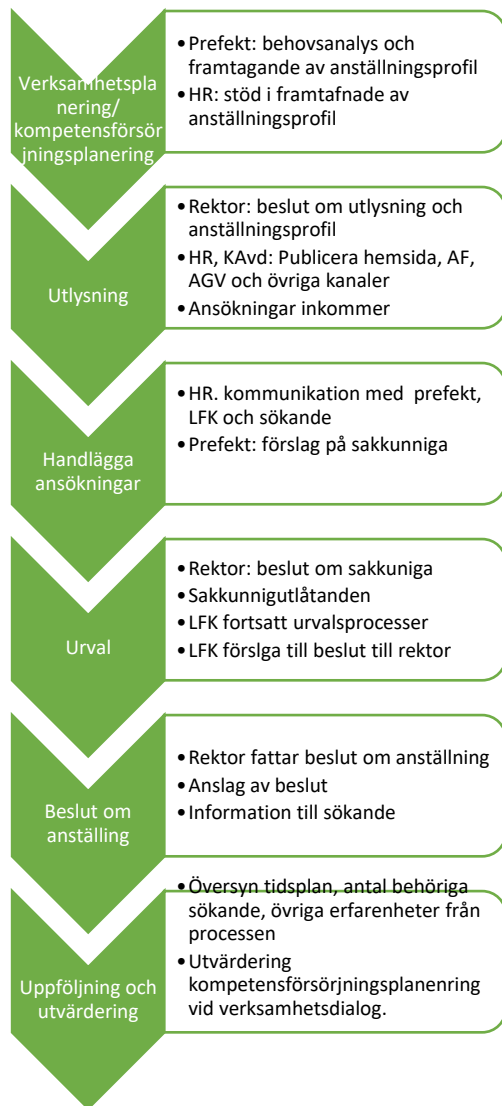 Verksamhetspla
nering/
kompetensförsör
jningsplanering
• Prefekt: behovsanalys och
framtagande av anställningsprofil
• HR: stöd i framtafnade av
anställningsprofil
Utlysning
• Rektor: beslut om utlysning och
anställningsprofil
• HR, KAvd: Publicera hemsida, AF,
AGV och övriga kanaler
• Ansökningar inkommer
Handlägga
ansökningar
• HR. kommunikation med  prefekt,
LFK och sökande
• Prefekt: förslag på sakkunniga
Urval
• Rektor: beslut om sakkuniga
• Sakkunnigutlåtanden
• LFK fortsatt urvalsprocesser
• LFK förslga till beslut till rektor
Beslut om
anställing
• Rektor fattar beslut om anställning
• Anslag av beslut
• Information till sökande
Uppföljning och
utvärdering
• Översyn tidsplan, antal behöriga
sökande, övriga erfarenheter från
processen
• Utvärdering
kompetensförsörjningsplanenring
vid verksamhetsdialog.